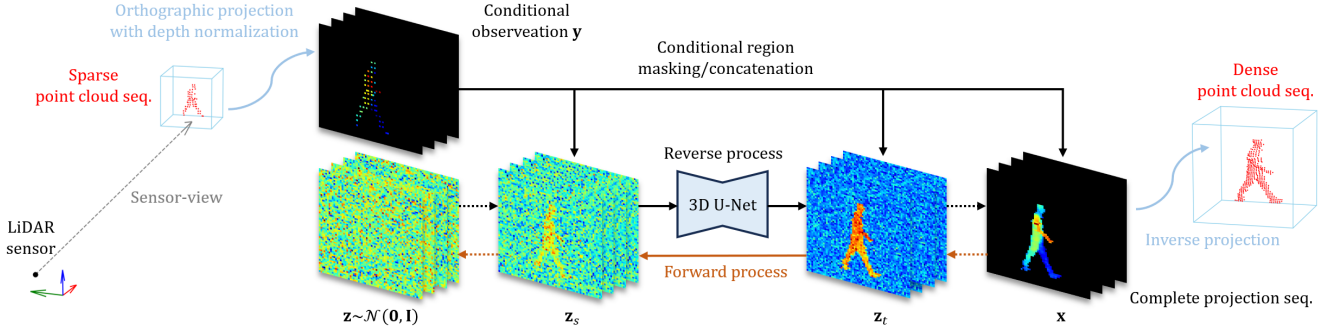 Orthographic projection
with depth normalization
Conditional
observeation y
Conditional region
masking/concatenation
Sparse
point cloud seq.
Dense
point cloud seq.
Reverse process
Sensor-view
3D U-Net
LiDAR
sensor
Inverse projection
Forward process
Complete projection seq.
z~𝒩(0, I)
z_s
z_t
x